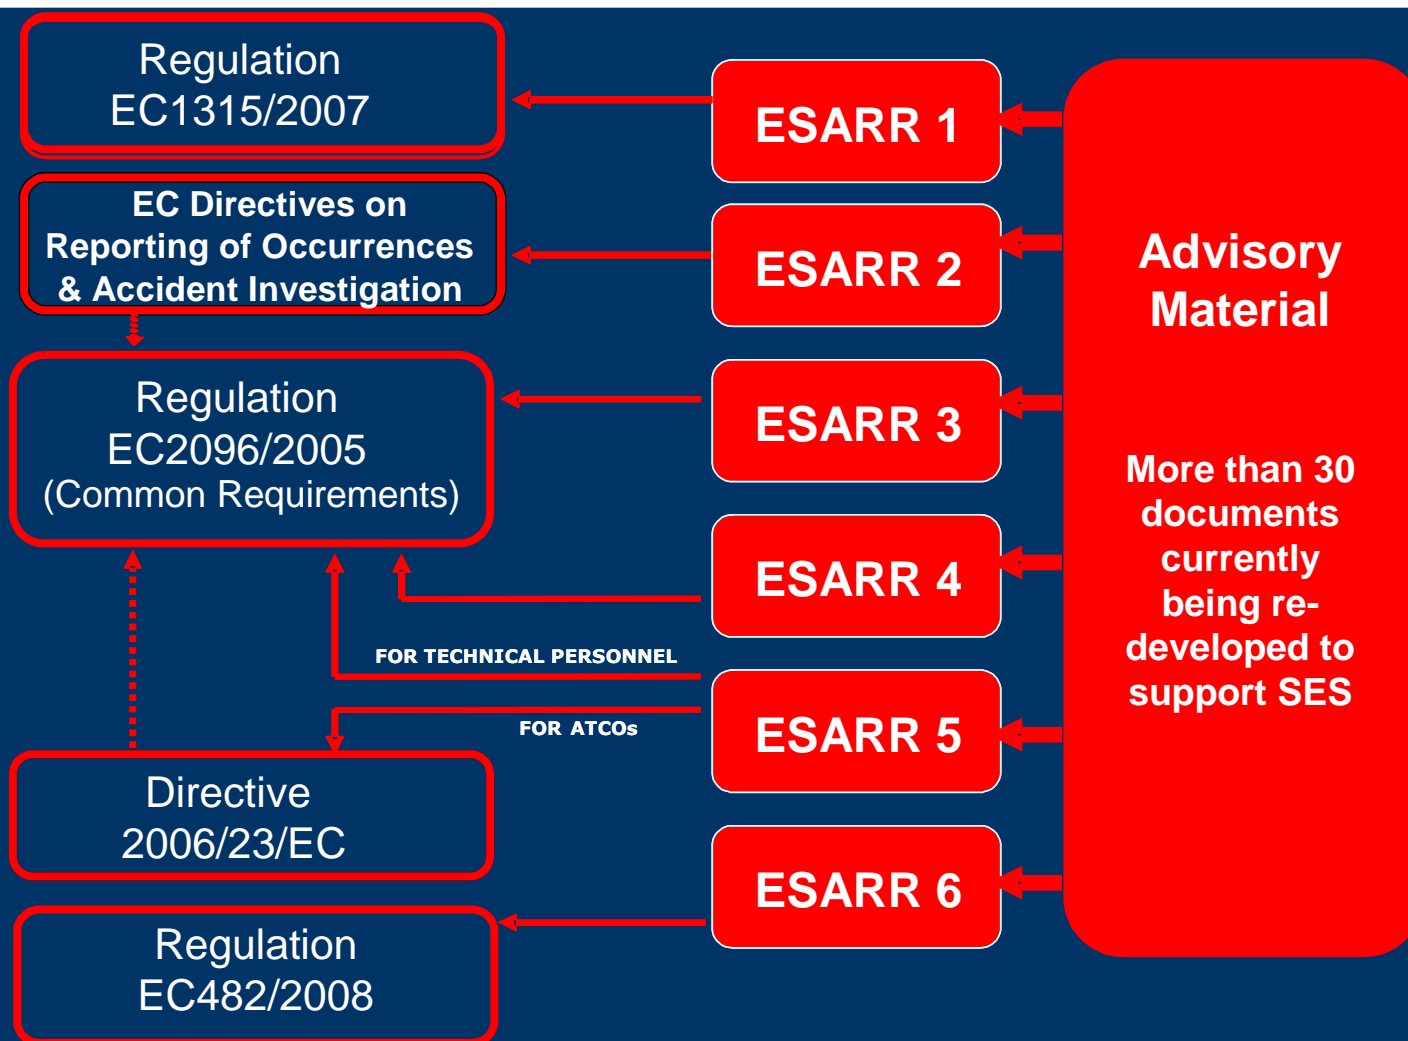 Regulation
EC1315/2007
EC Directives on
Reporting of Occurrences
& Accident Investigation
Regulation
EC2096/2005
(Common Requirements)
Directive
2006/23/EC
Regulation
EC482/2008
FOR TECHNICAL PERSONNEL
FOR ATCOs
ESARR 1
ESARR 2
ESARR 3
ESARR 4
ESARR 5
ESARR 6
Advisory
Material
More than 30
documents
currently
being re-
developed to
support SES